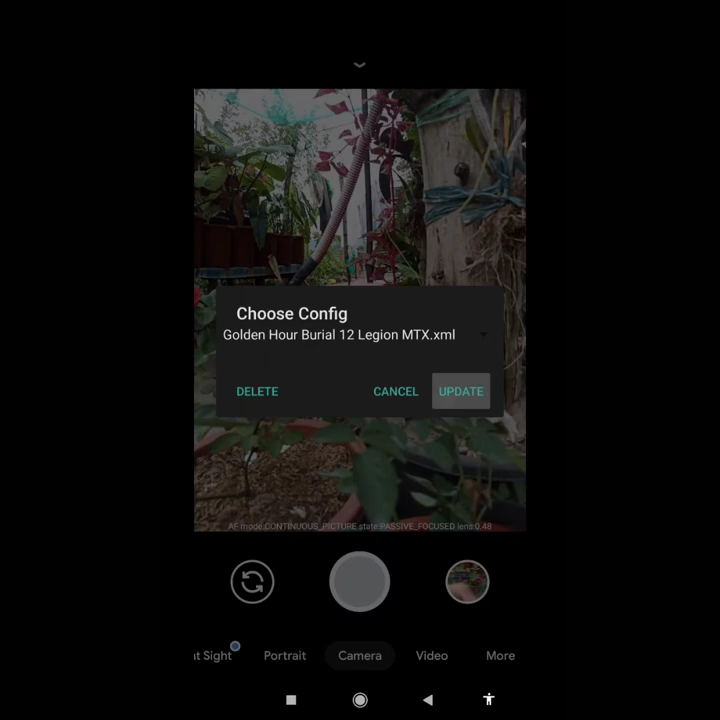 Choose Config
Golden Hour Burial 12 Legion MTX.xml
DELETE CANCEL UPDATE
AF mode:CONTINUOUS_PICTURE state:PASSIVE_FOCUSED lens:0.48
nt Sight Portrait Camera Video More